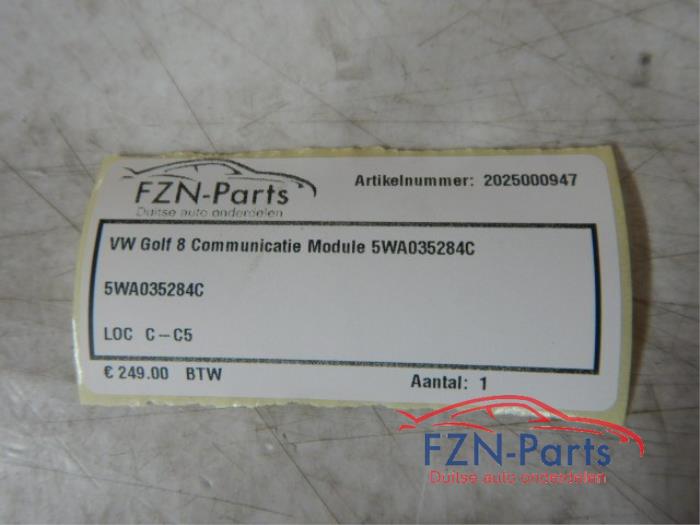 FZN-Parts
Duitse auto onderdelen
Artikelnummer: 2025000947
VW Golf 8 Communicatie Module 5WA035284C
5WA035284C
LOC C-C5
€ 249.00 BTW
Aantal: 1
FZN-Parts
Duitse auto onderdelen